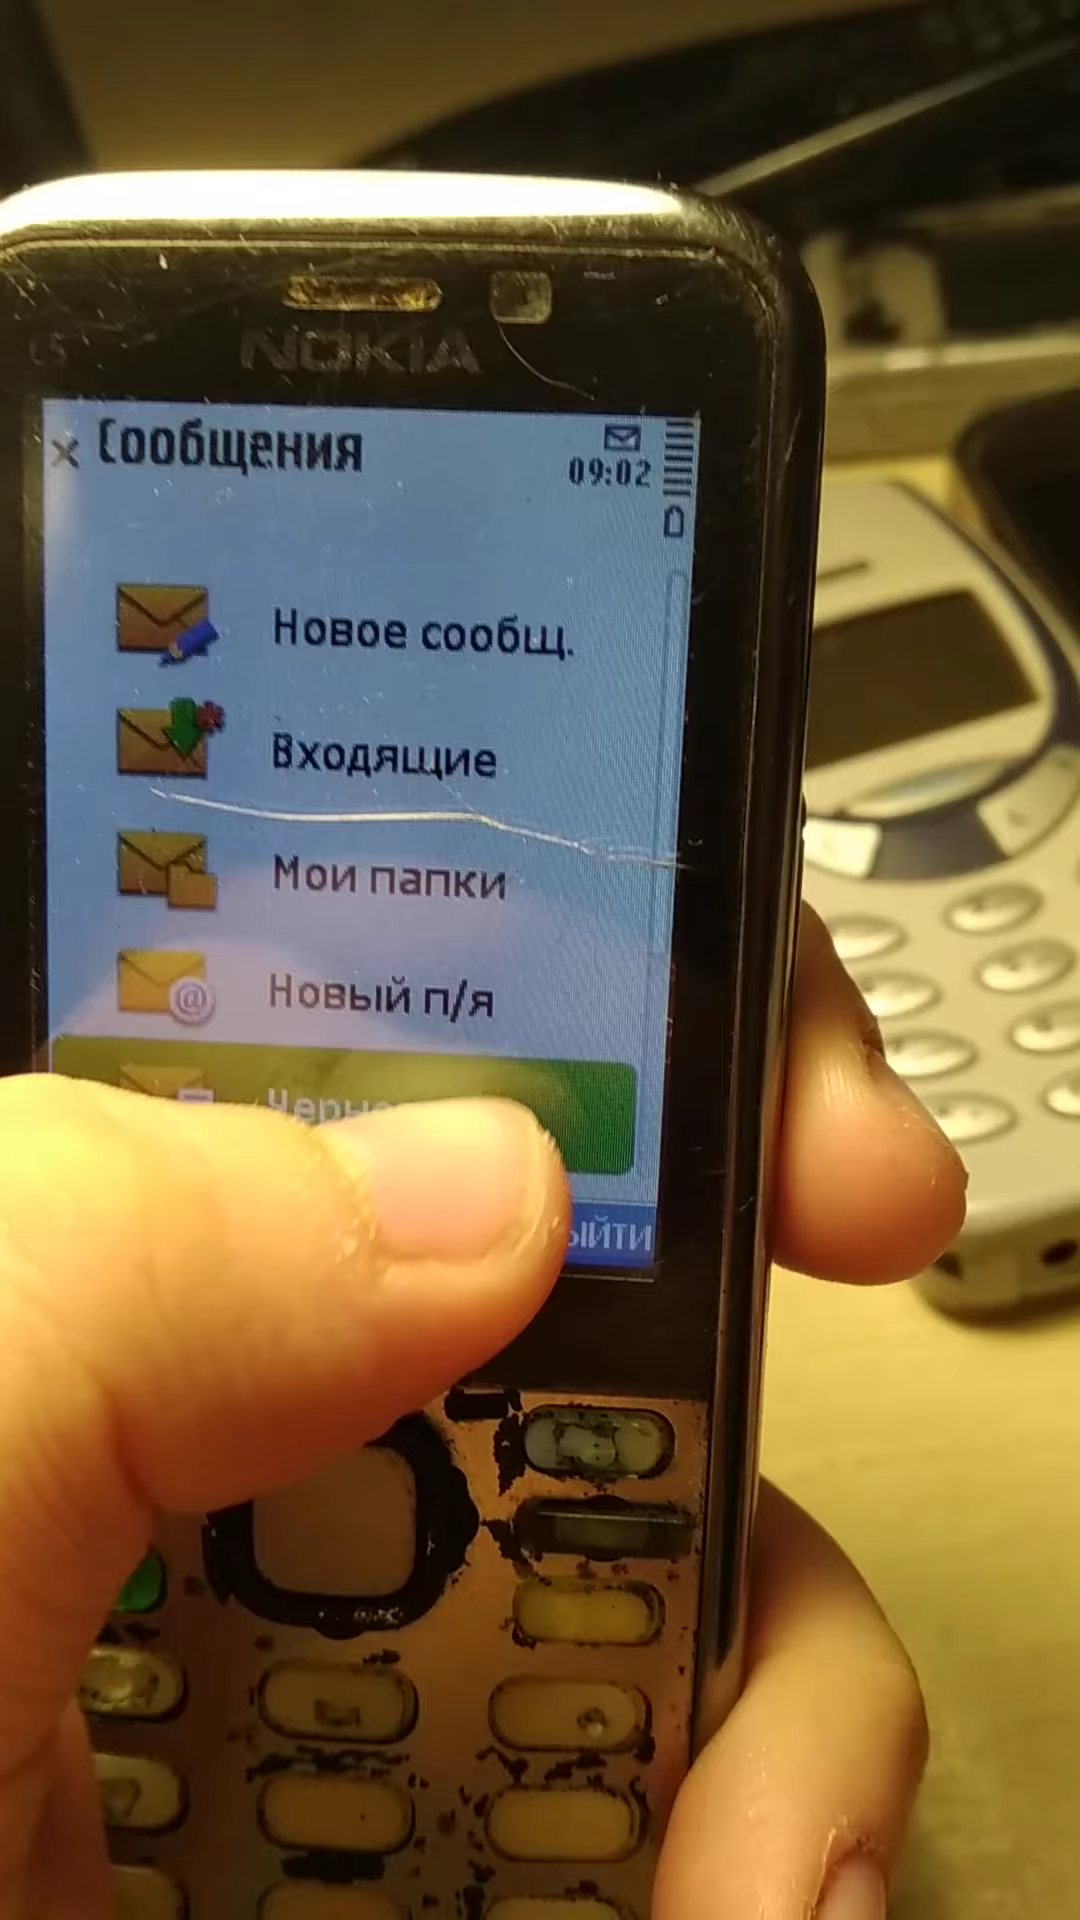 NOKIA
Сообщения
09:02
Новое сообщ.
Входящие
Мои папки
@ Новый п/я